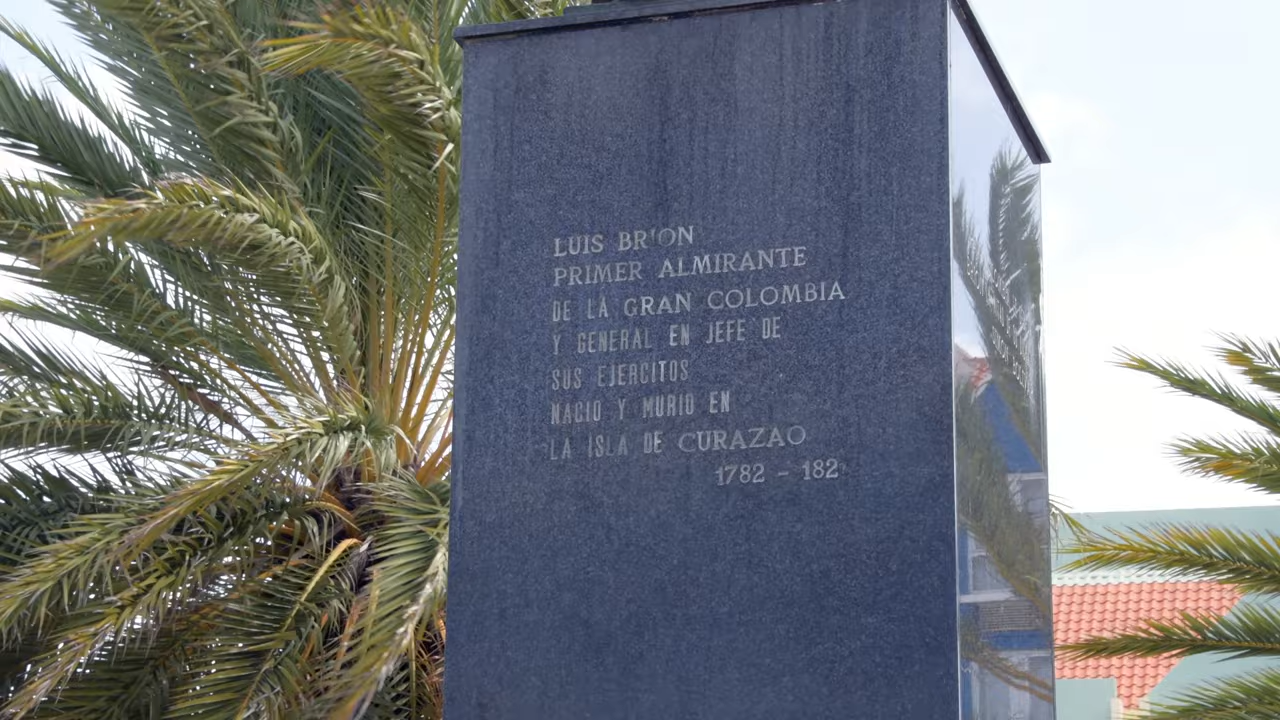 LUIS BRION
PRIMER ALMIRANTE
DE LA GRAN COLOMBIA
Y GENERAL EN JEFE DE
SUS EJERCITOS
NACIO Y MURIO EN
LA ISLA DE CURAZAO
1782 - 182